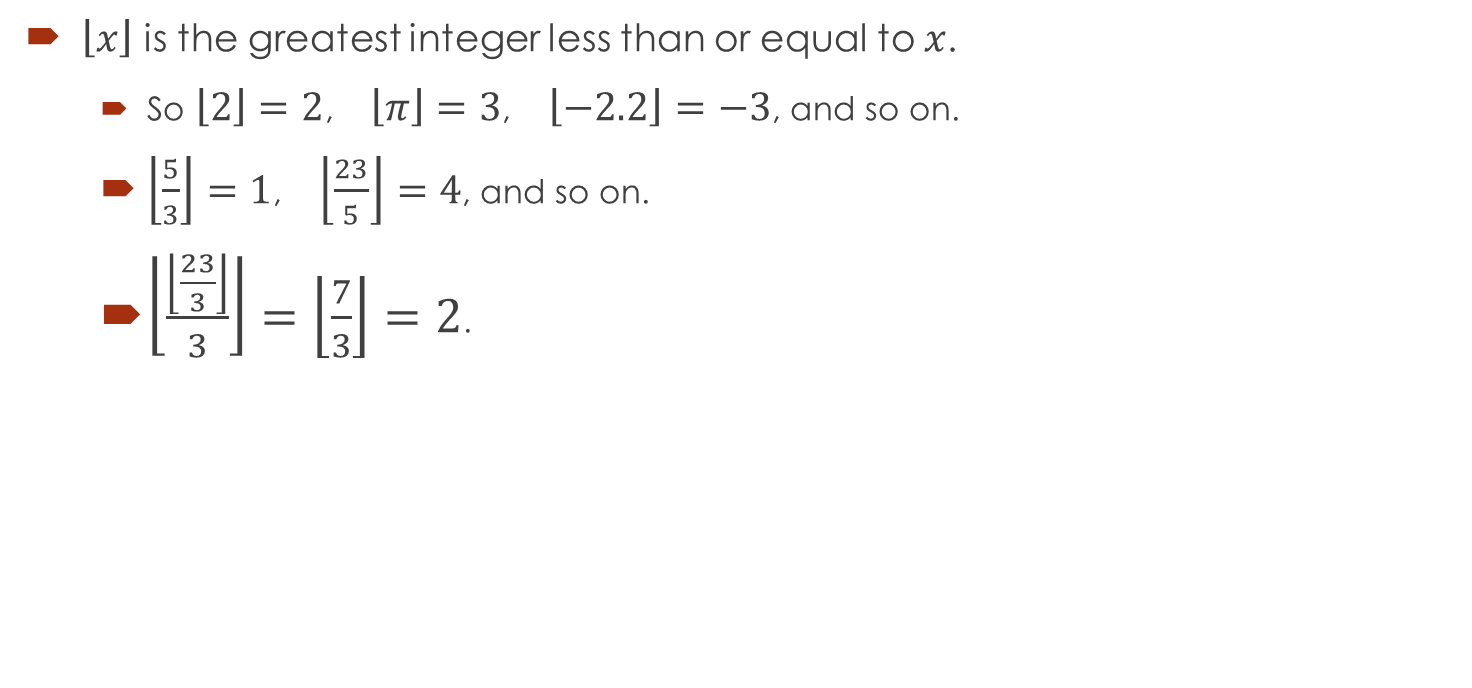 ⌊x⌋ is the greatest integer less than or equal to x.
So ⌊2⌋ = 2, ⌊π⌋ = 3, ⌊−2.2⌋ = −3, and so on.
⌊5/3⌋ = 1, ⌊23/5⌋ = 4, and so on.
⌊⌊23/3⌋/3⌋ = ⌊7/3⌋ = 2.